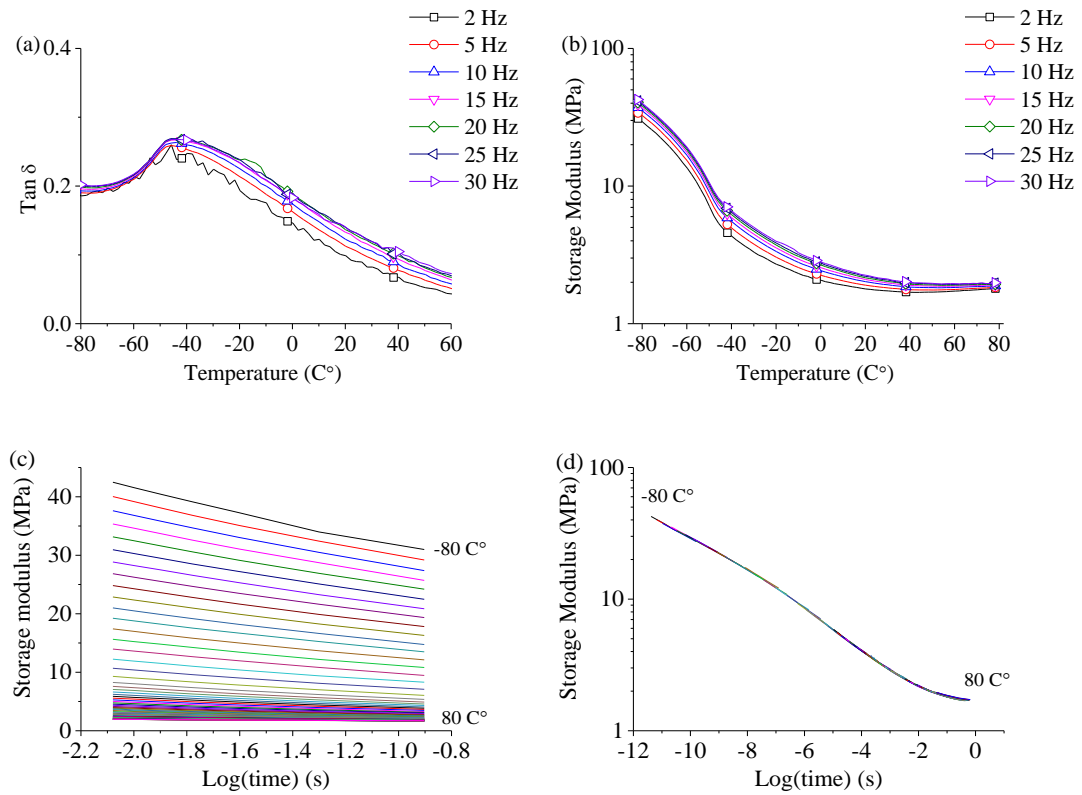 (a)
0.4
0.2
0.0
Tan δ
-80 -60 -40 -20 0 20 40 60
Temperature (C°)
2 Hz
5 Hz
10 Hz
15 Hz
20 Hz
25 Hz
30 Hz
(b)
100
10
1
Storage Modulus (MPa)
-80 -60 -40 -20 0 20 40 60 80
Temperature (C°)
2 Hz
5 Hz
10 Hz
15 Hz
20 Hz
25 Hz
30 Hz
(c)
40
30
20
10
0
Storage modulus (MPa)
-80 C°
80 C°
-2.2 -2.0 -1.8 -1.6 -1.4 -1.2 -1.0 -0.8
Log(time) (s)
(d)
100
10
1
Storage Modulus (MPa)
-80 C°
80 C°
-12 -10 -8 -6 -4 -2 0
Log(time) (s)